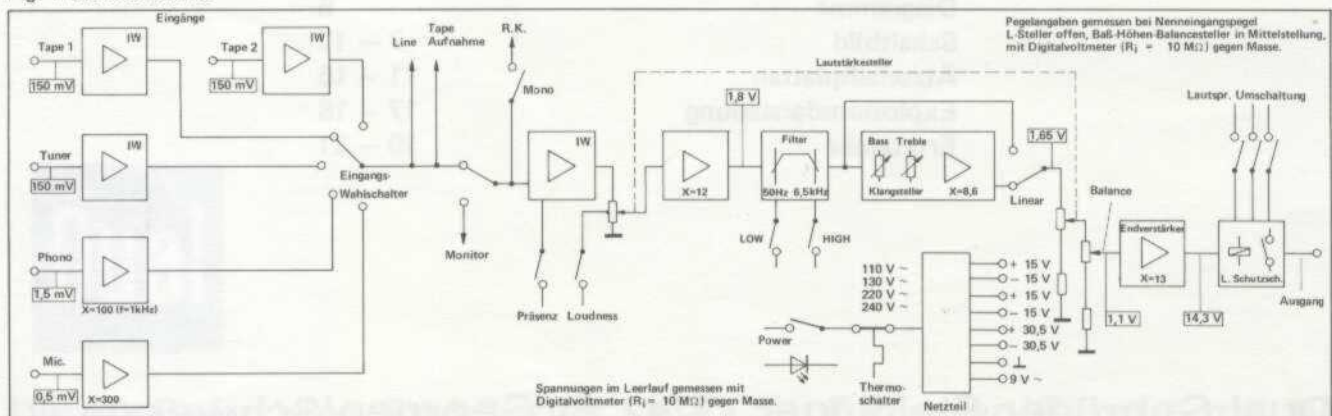 Eingänge
Tape 1
IW
150 mV
Tape 2
IW
150 mV
Line
Tape
Aufnahme
R.K.
Mono
Pegelangaben gemessen bei Nenneingangspegel
L-Steller offen, Baß-Höhen-Balancesteller in Mittelstellung,
mit Digitalvoltmeter (Ri = 10 MΩ) gegen Masse.
Lautstärkesteller
Lautspr. Umschaltung
Tuner
IW
150 mV
Eingangs-
Wahlschalter
IW
1,8 V
X=12
Filter
50Hz 6,5kHz
Bass Treble
Klangsteller
X=8,6
1,65 V
Linear
Balance
Endverstärker
X=13
L. Schutzsch.
Ausgang
1,1 V
14,3 V
Phono
1,5 mV
X=100 (f=1kHz)
Monitor
Präsenz
Loudness
LOW
HIGH
110 V ~
130 V ~
220 V ~
240 V ~
+ 15 V
− 15 V
+ 15 V
− 15 V
+ 30,5 V
− 30,5 V
⊥
9 V ~
Power
Thermo-
schalter
Netzteil
Mic.
0,5 mV
X=300
Spannungen im Leerlauf gemessen mit
Digitalvoltmeter (Ri = 10 MΩ) gegen Masse.